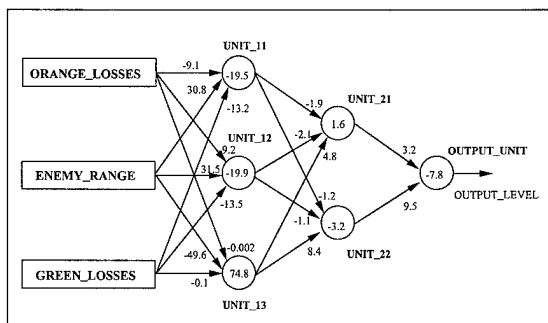 UNIT_11
-9.1
ORANGE_LOSSES
-19.5
30.8
UNIT_21
-13.2
-1.9
1.6
UNIT_12
-2.1
9.2
4.8
3.2
OUTPUT_UNIT
ENEMY_RANGE
31.5
-19.9
-7.8
OUTPUT_LEVEL
-1.2
9.5
-13.5
-1.1
-3.2
-49.6
-0.002
8.4
UNIT_22
GREEN_LOSSES
-0.1
74.8
UNIT_13